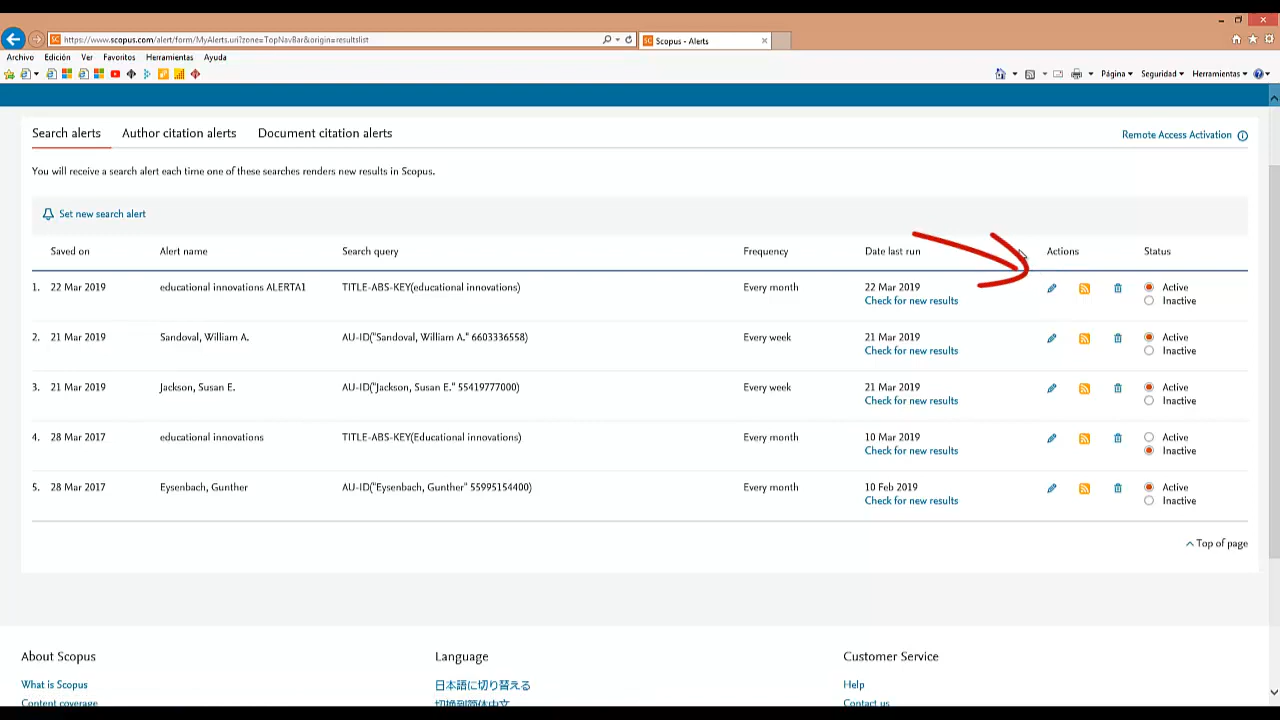 https://www.scopus.com/alert/form/MyAlerts.uri?zone=TopNavBar&origin=resultslist
SC Scopus - Alerts
Archivo Edición Ver Favoritos Herramientas Ayuda
Página Seguridad Herramientas
Search alerts Author citation alerts Document citation alerts Remote Access Activation
You will receive a search alert each time one of these searches renders new results in Scopus.
Set new search alert
Saved on Alert name Search query Frequency Date last run Actions Status
1. 22 Mar 2019 educational innovations ALERTA1 TITLE-ABS-KEY(educational innovations) Every month 22 Mar 2019 Active
Check for new results Inactive
2. 21 Mar 2019 Sandoval, William A. AU-ID("Sandoval, William A." 6603336558) Every week 21 Mar 2019 Active
Check for new results Inactive
3. 21 Mar 2019 Jackson, Susan E. AU-ID("Jackson, Susan E." 55419777000) Every week 21 Mar 2019 Active
Check for new results Inactive
4. 28 Mar 2017 educational innovations TITLE-ABS-KEY(Educational innovations) Every month 10 Mar 2019 Active
Check for new results Inactive
5. 28 Mar 2017 Eysenbach, Gunther AU-ID("Eysenbach, Gunther" 55995154400) Every month 10 Feb 2019 Active
Check for new results Inactive
Top of page
About Scopus Language Customer Service
What is Scopus 日本語に切り替える Help
Content coverage 切换到简体中文 Contact us